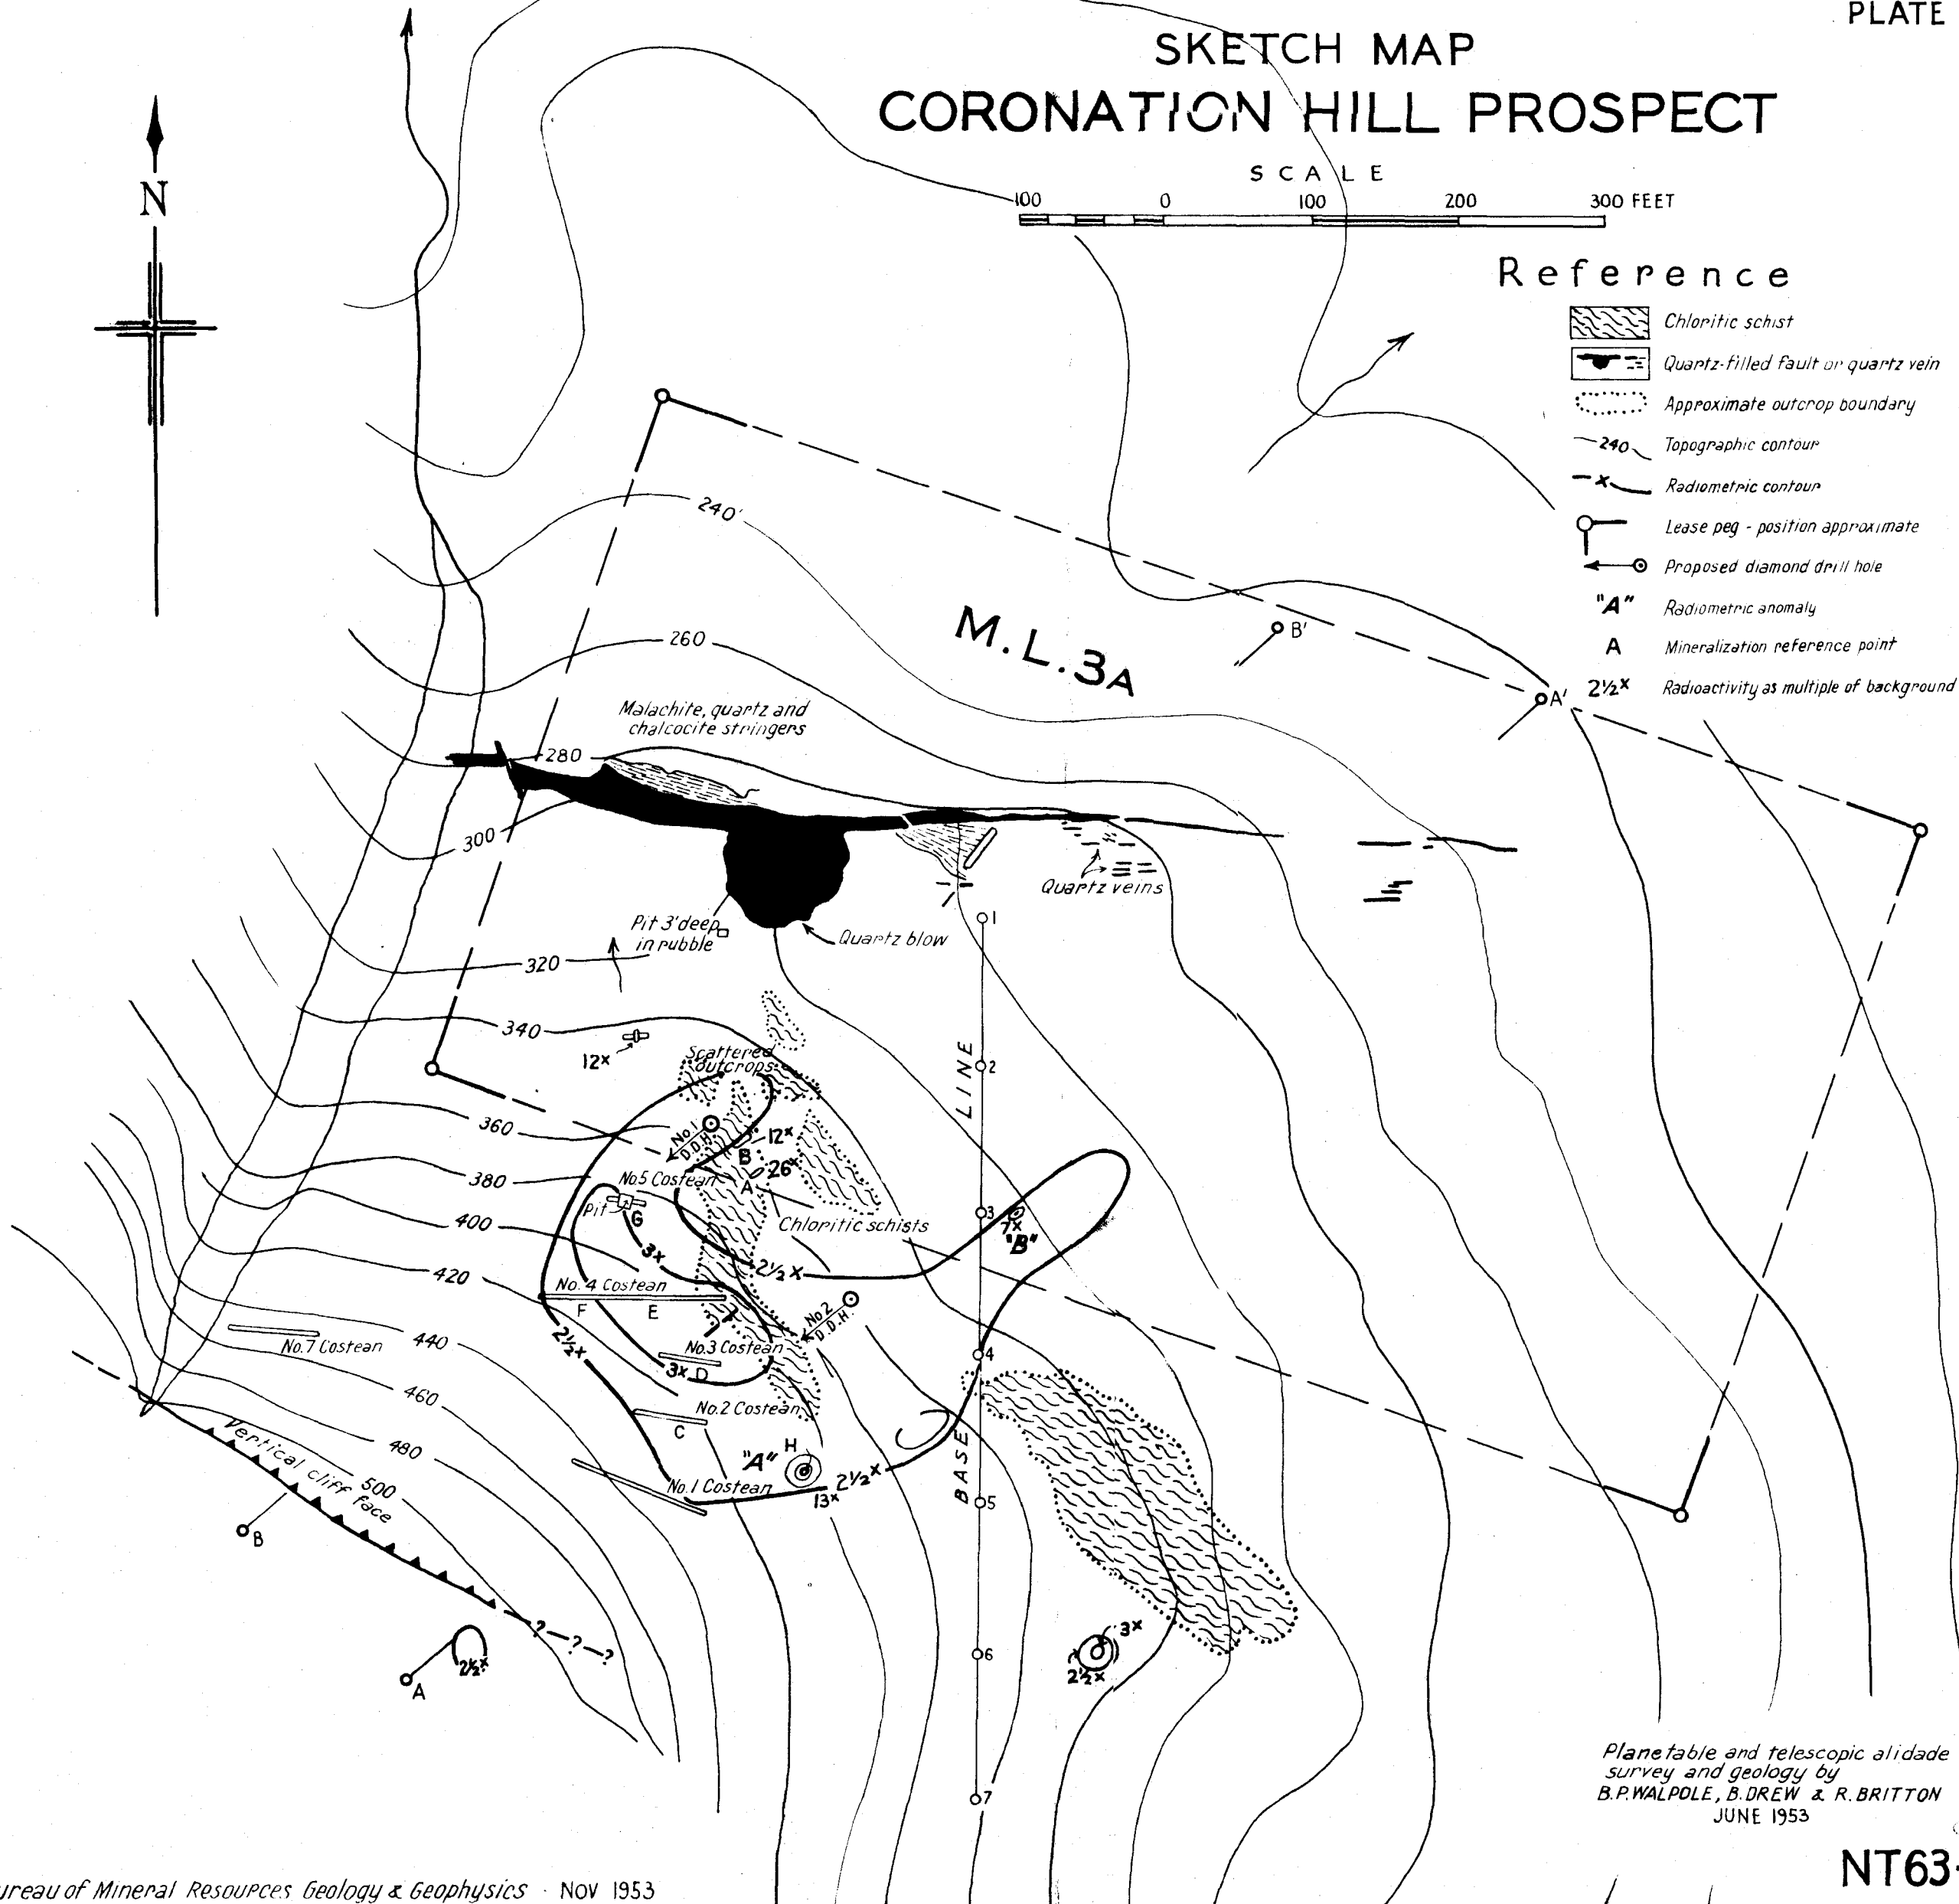 PLATE
SKETCH MAP
CORONATION HILL PROSPECT
SCALE
100 0 100 200 300 FEET
N
Reference
Chloritic schist
Quartz-filled fault or quartz vein
Approximate outcrop boundary
240 Topographic contour
x Radiometric contour
Lease peg - position approximate
Proposed diamond drill hole
"A" Radiometric anomaly
A Mineralization reference point
2½x Radioactivity as multiple of background
240'
260
M.L.3A
B'
A'
Malachite, quartz and
chalcocite stringers
280
300
Quartz veins
Pit 3' deep
in rubble
Quartz blow
1
320
340
12x
Scattered
outcrops
LINE
2
360
No.1
D.D.H.
12x
B
26x
A
380
No.5 Costean
Pit
G
400
Chloritic schists
3
7x
"B"
3x
2½x
420
No. 4 Costean
F E
No.2
D.D.H.
No.7 Costean
440
2½x
No.3 Costean
3x D
4
460
No.2 Costean
C
480
Vertical cliff face
500
"A" H
BASE
No.1 Costean
13x
2½x
5
B
? ? ?
2½x
A
3x
2½x
6
7
Plane table and telescopic alidade
survey and geology by
B.P. WALPOLE, B. DREW & R. BRITTON
JUNE 1953
NT63-
ureau of Mineral Resources Geology & Geophysics · NOV 1953